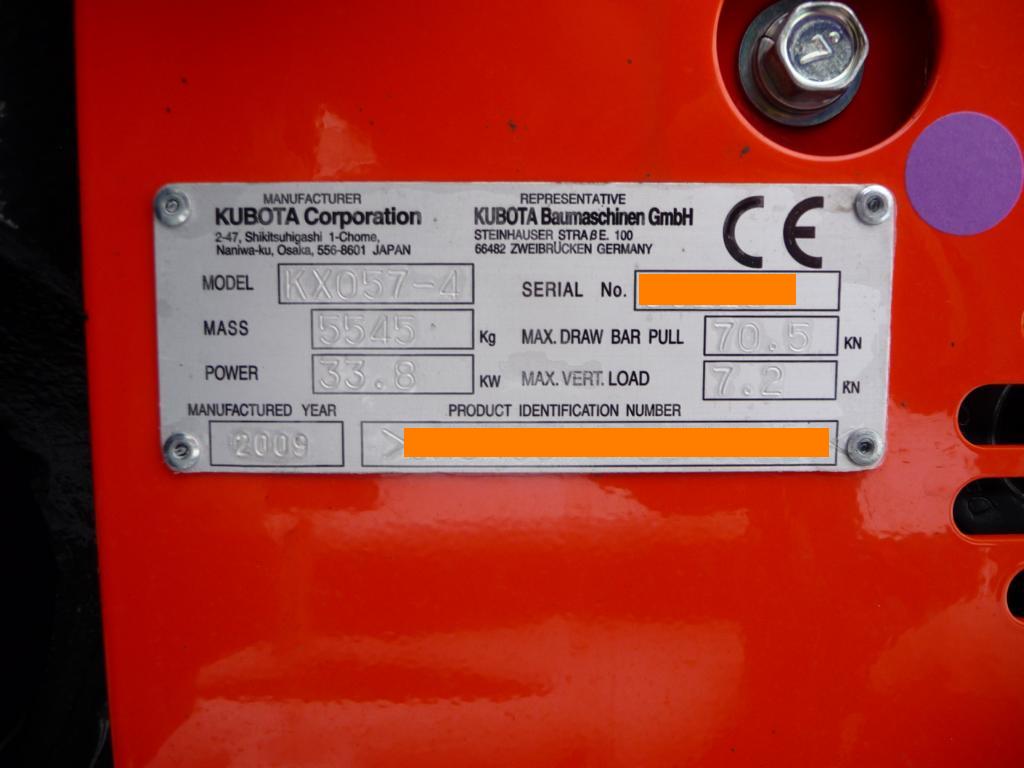 MANUFACTURER
KUBOTA Corporation
2-47, Shikitsuhigashi 1-Chome,
Naniwa-ku, Osaka, 556-8601 JAPAN
REPRESENTATIVE
KUBOTA Baumaschinen GmbH
STEINHAUSER STRAßE. 100
66482 ZWEIBRÜCKEN GERMANY
CE
MODEL KX057-4
SERIAL No.
MASS 5545 Kg
MAX. DRAW BAR PULL 70.5 KN
POWER 33.8 KW
MAX. VERT. LOAD 7.2 KN
MANUFACTURED YEAR
2009
PRODUCT IDENTIFICATION NUMBER